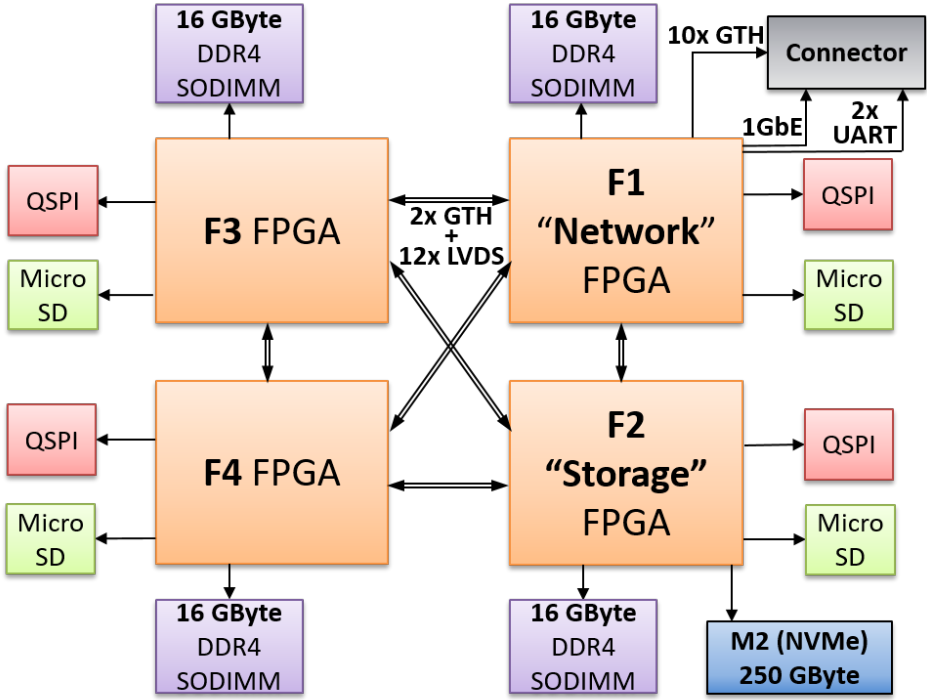 16 GByte
DDR4
SODIMM
16 GByte
DDR4
SODIMM
10x GTH
Connector
1GbE
2x
UART
QSPI
F3 FPGA
2x GTH
+
12x LVDS
F1
“Network”
FPGA
QSPI
Micro
SD
Micro
SD
QSPI
F4 FPGA
F2
“Storage”
FPGA
QSPI
Micro
SD
Micro
SD
16 GByte
DDR4
SODIMM
16 GByte
DDR4
SODIMM
M2 (NVMe)
250 GByte